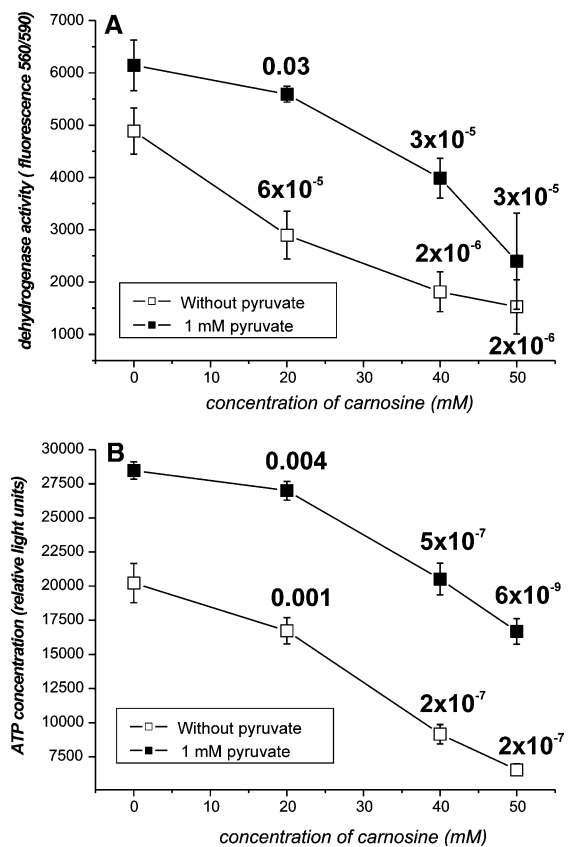 A
dehydrogenase activity ( fluorescence 560/590)
7000
6000
5000
4000
3000
2000
1000
0.03
3x10⁻⁵
6x10⁻⁵
3x10⁻⁵
2x10⁻⁶
2x10⁻⁶
Without pyruvate
1 mM pyruvate
0 10 20 30 40 50
concentration of carnosine (mM)
B
ATP concentration (relative light units)
30000
27500
25000
22500
20000
17500
15000
12500
10000
7500
0.004
5x10⁻⁷
6x10⁻⁹
0.001
2x10⁻⁷
2x10⁻⁷
Without pyruvate
1 mM pyruvate
0 10 20 30 40 50
concentration of carnosine (mM)